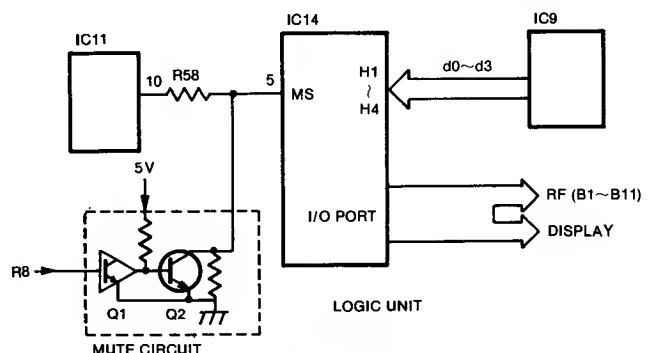 IC11
10
R58
5
IC14
MS
H1
~
H4
d0~d3
IC9
5V
I/O PORT
RF (B1~B11)
DISPLAY
R8
Q1
Q2
LOGIC UNIT
MUTE CIRCUIT